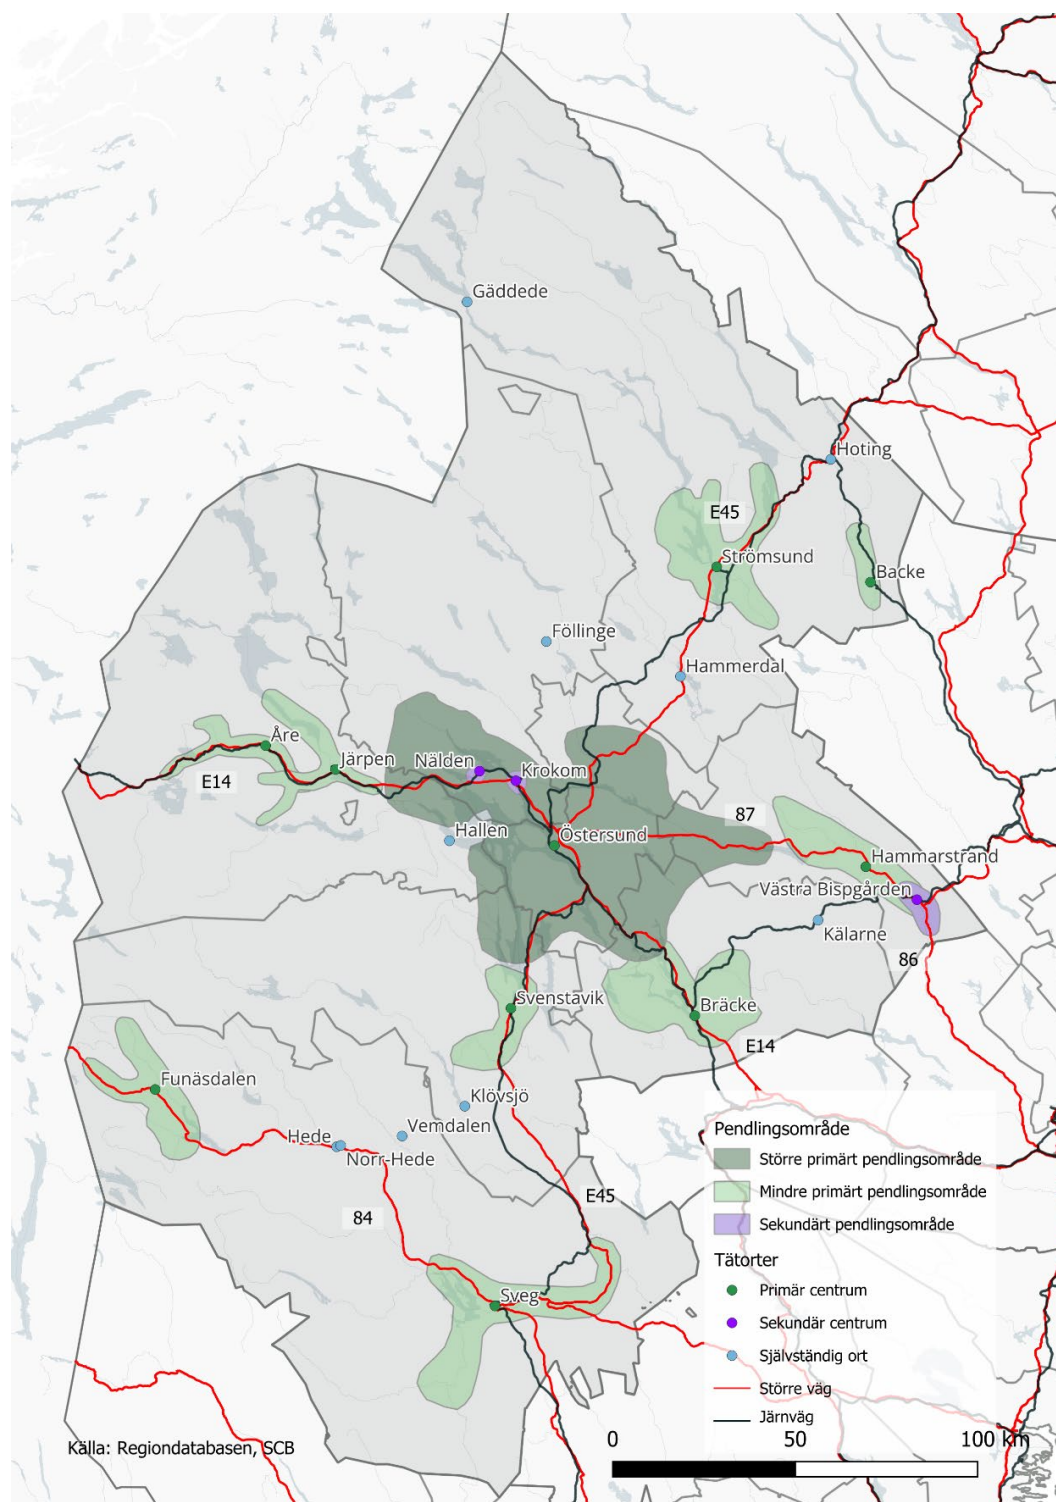 Gäddede
Hoting
E45
Strömsund
Backe
Föllinge
Hammerdal
Åre
Järpen
Nälden
Krokom
E14
87
Hallen
Östersund
Hammarstrand
Västra Bispgården
Kälarne
86
Svenstavik
Bräcke
E14
Funäsdalen
Klövsjö
Vemdalen
Hede
Norr-Hede
E45
84
Sveg
Pendlingsområde
Större primärt pendlingsområde
Mindre primärt pendlingsområde
Sekundärt pendlingsområde
Tätorter
Primär centrum
Sekundär centrum
Självständig ort
Större väg
Järnväg
Källa: Regiondatabasen, SCB
0 50 100 km